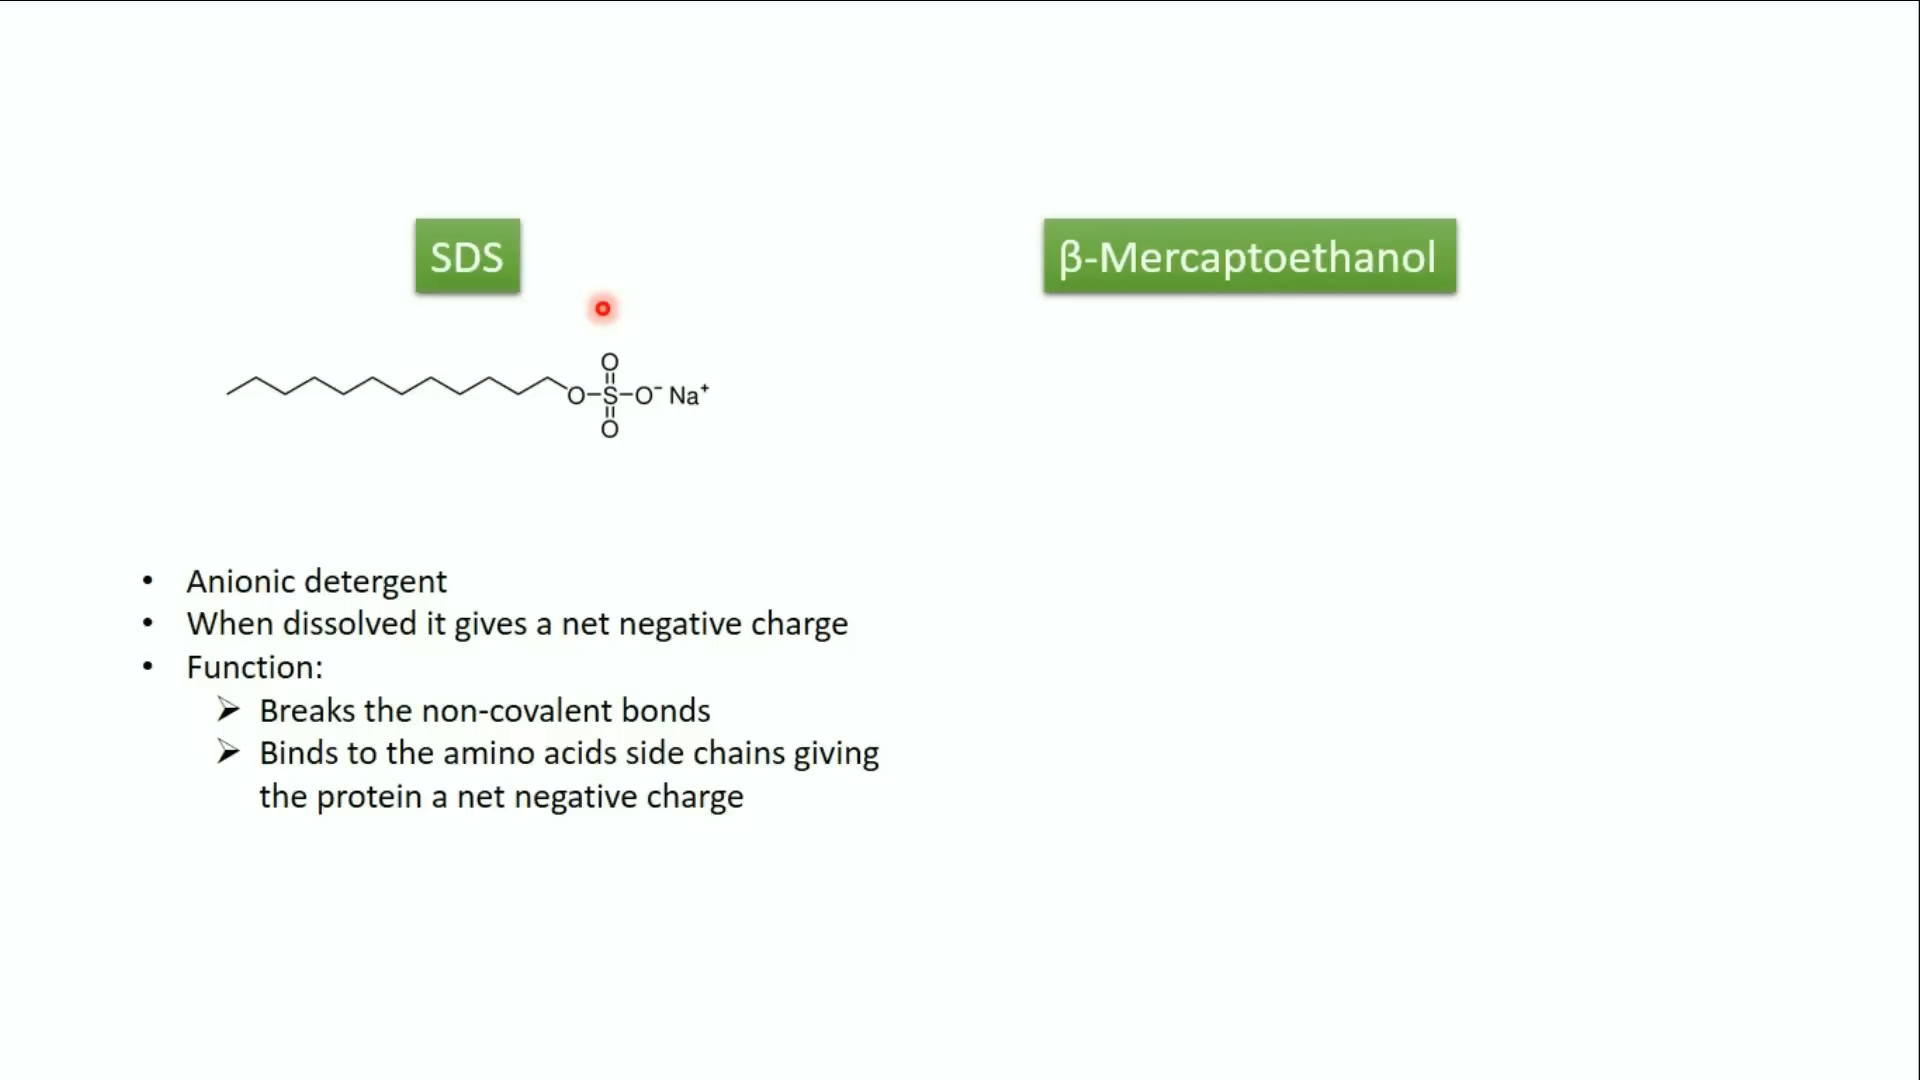 SDS
β-Mercaptoethanol
O
O–S–O⁻ Na⁺
O
• Anionic detergent
• When dissolved it gives a net negative charge
• Function:
➢ Breaks the non-covalent bonds
➢ Binds to the amino acids side chains giving
the protein a net negative charge